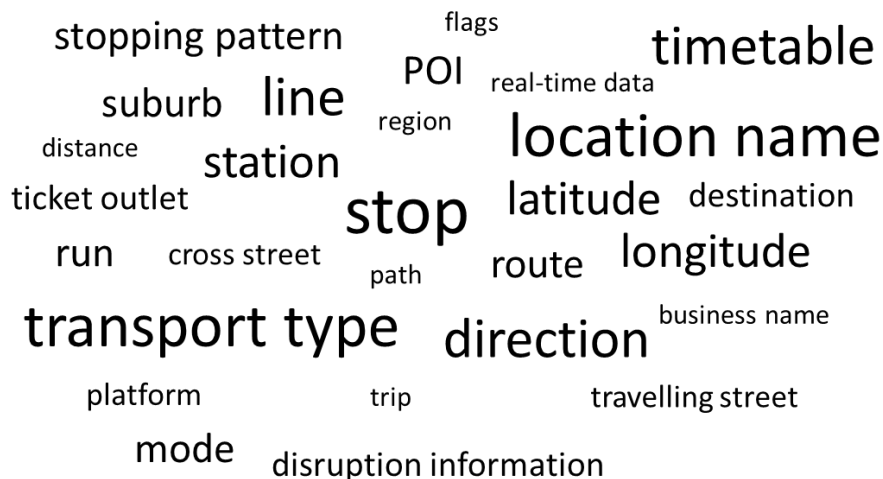 flags
stopping pattern
timetable
POI
real-time data
suburb
line
region
location name
distance
station
ticket outlet
stop
latitude
destination
run
cross street
path
route
longitude
transport type
direction
business name
platform
trip
travelling street
mode
disruption information